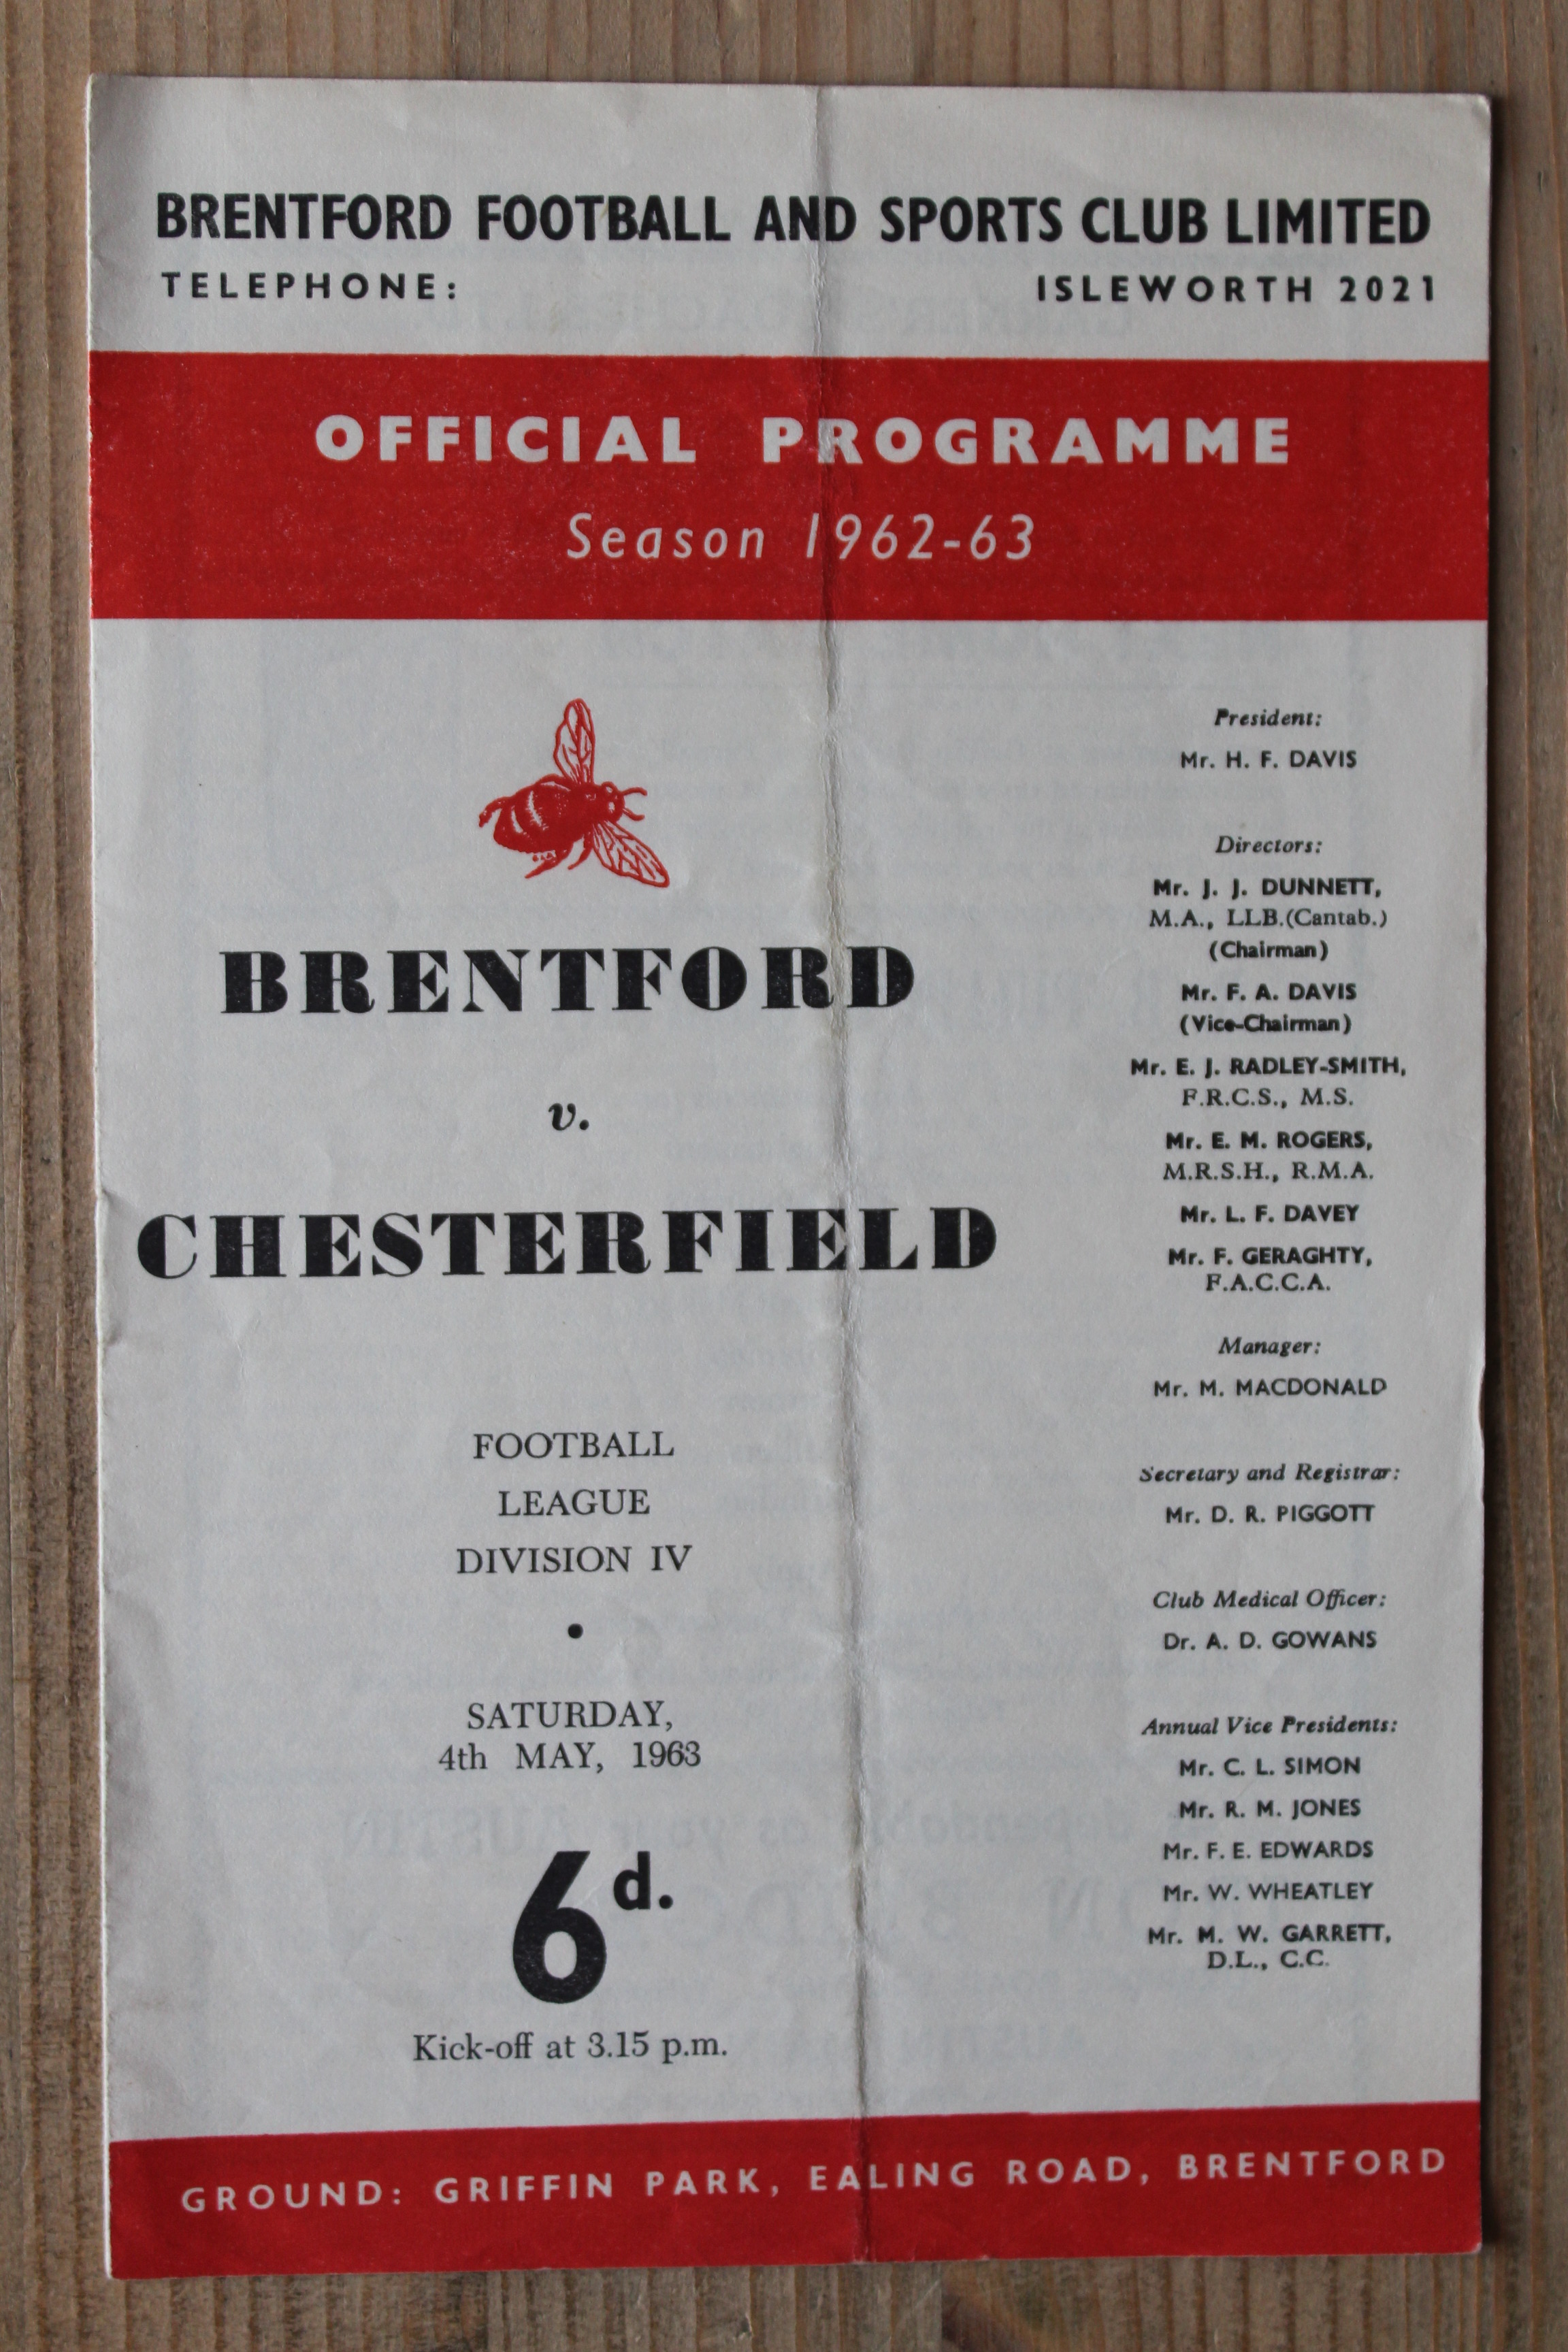 BRENTFORD FOOTBALL AND SPORTS CLUB LIMITED
TELEPHONE: ISLEWORTH 2021
OFFICIAL PROGRAMME
Season 1962-63
BRENTFORD
v.
CHESTERFIELD
FOOTBALL
LEAGUE
DIVISION IV
•
SATURDAY,
4th MAY, 1963
6d.
Kick-off at 3.15 p.m.
President:
Mr. H. F. DAVIS
Directors:
Mr. J. J. DUNNETT,
M.A., LLB.(Cantab.)
(Chairman)
Mr. F. A. DAVIS
(Vice-Chairman)
Mr. E. J. RADLEY-SMITH,
F.R.C.S., M.S.
Mr. E. M. ROGERS,
M.R.S.H., R.M.A.
Mr. L. F. DAVEY
Mr. F. GERAGHTY,
F.A.C.C.A.
Manager:
Mr. M. MACDONALD
Secretary and Registrar:
Mr. D. R. PIGGOTT
Club Medical Officer:
Dr. A. D. GOWANS
Annual Vice Presidents:
Mr. C. L. SIMON
Mr. R. M. JONES
Mr. F. E. EDWARDS
Mr. W. WHEATLEY
Mr. M. W. GARRETT,
D.L., C.C.
GROUND: GRIFFIN PARK, EALING ROAD, BRENTFORD